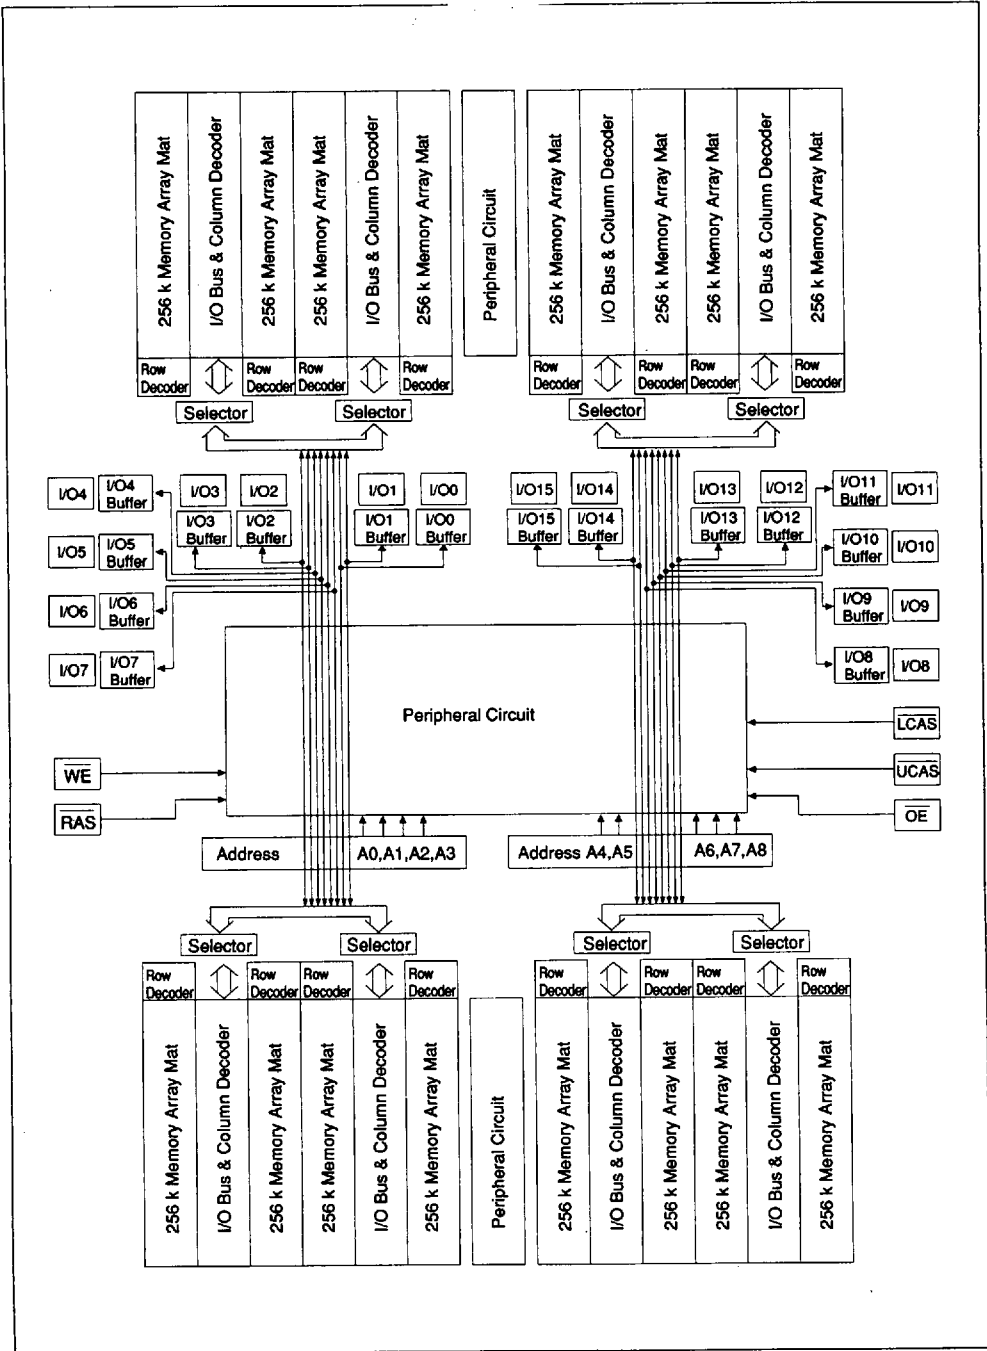 256 k Memory Array Mat
I/O Bus & Column Decoder
256 k Memory Array Mat
256 k Memory Array Mat
I/O Bus & Column Decoder
256 k Memory Array Mat
Peripheral Circuit
256 k Memory Array Mat
I/O Bus & Column Decoder
256 k Memory Array Mat
256 k Memory Array Mat
I/O Bus & Column Decoder
256 k Memory Array Mat
Row
Decoder
Row
Decoder
Row
Decoder
Row
Decoder
Row
Decoder
Row
Decoder
Row
Decoder
Row
Decoder
Selector
Selector
Selector
Selector
I/O4
I/O4
Buffer
I/O3
I/O2
I/O1
I/O0
I/O15
I/O14
I/O13
I/O12
I/O11
Buffer
I/O11
I/O3
Buffer
I/O2
Buffer
I/O1
Buffer
I/O0
Buffer
I/O15
Buffer
I/O14
Buffer
I/O13
Buffer
I/O12
Buffer
I/O5
I/O5
Buffer
I/O10
Buffer
I/O10
I/O6
I/O6
Buffer
I/O9
Buffer
I/O9
I/O7
I/O7
Buffer
I/O8
Buffer
I/O8
Peripheral Circuit
LCAS
WE
UCAS
RAS
OE
Address A0,A1,A2,A3
Address A4,A5 A6,A7,A8
Selector
Selector
Selector
Selector
Row
Decoder
Row
Decoder
Row
Decoder
Row
Decoder
Row
Decoder
Row
Decoder
Row
Decoder
Row
Decoder
256 k Memory Array Mat
I/O Bus & Column Decoder
256 k Memory Array Mat
256 k Memory Array Mat
I/O Bus & Column Decoder
256 k Memory Array Mat
Peripheral Circuit
256 k Memory Array Mat
I/O Bus & Column Decoder
256 k Memory Array Mat
256 k Memory Array Mat
I/O Bus & Column Decoder
256 k Memory Array Mat